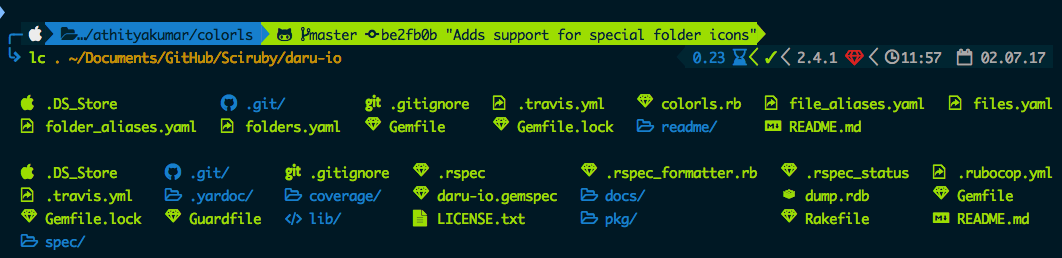 …/athityakumar/colorls master be2fb0b "Adds support for special folder icons"
lc . ~/Documents/GitHub/Sciruby/daru-io 0.23 ✓ 2.4.1 11:57 02.07.17
.DS_Store .git/ .gitignore .travis.yml colorls.rb file_aliases.yaml files.yaml
folder_aliases.yaml folders.yaml Gemfile Gemfile.lock readme/ README.md
.DS_Store .git/ .gitignore .rspec .rspec_formatter.rb .rspec_status .rubocop.yml
.travis.yml .yardoc/ coverage/ daru-io.gemspec docs/ dump.rdb Gemfile
Gemfile.lock Guardfile lib/ LICENSE.txt pkg/ Rakefile README.md
spec/